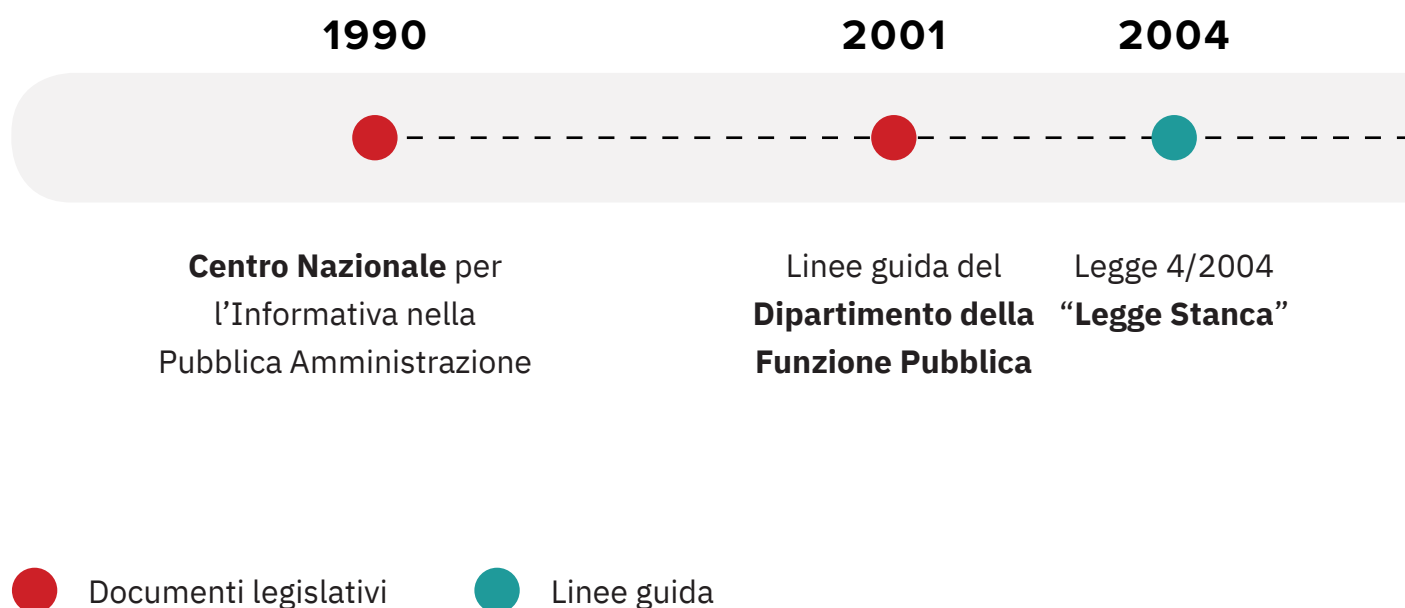 1990
2001
2004
Centro Nazionale per
l’Informativa nella
Pubblica Amministrazione
Linee guida del
Dipartimento della
Funzione Pubblica
Legge 4/2004
“Legge Stanca”
Documenti legislativi
Linee guida